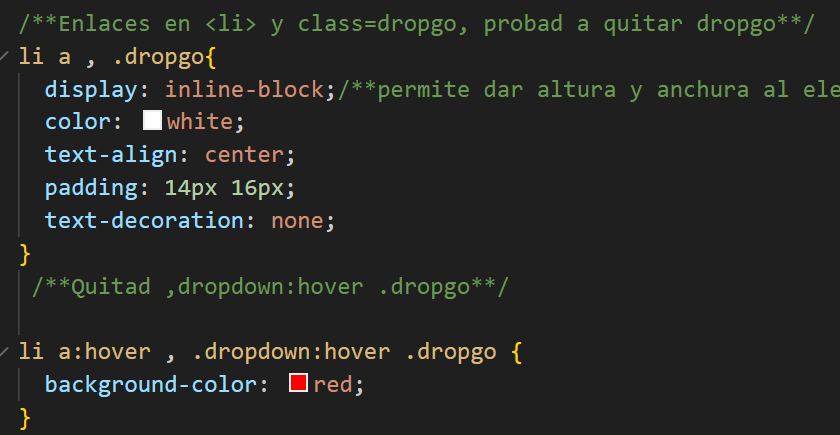 /**Enlaces en <li> y class=dropgo, probad a quitar dropgo**/
li a , .dropgo{
display: inline-block;/**permite dar altura y anchura al ele
color: white;
text-align: center;
padding: 14px 16px;
text-decoration: none;
}
/**Quitad ,dropdown:hover .dropgo**/
li a:hover , .dropdown:hover .dropgo {
background-color: red;
}